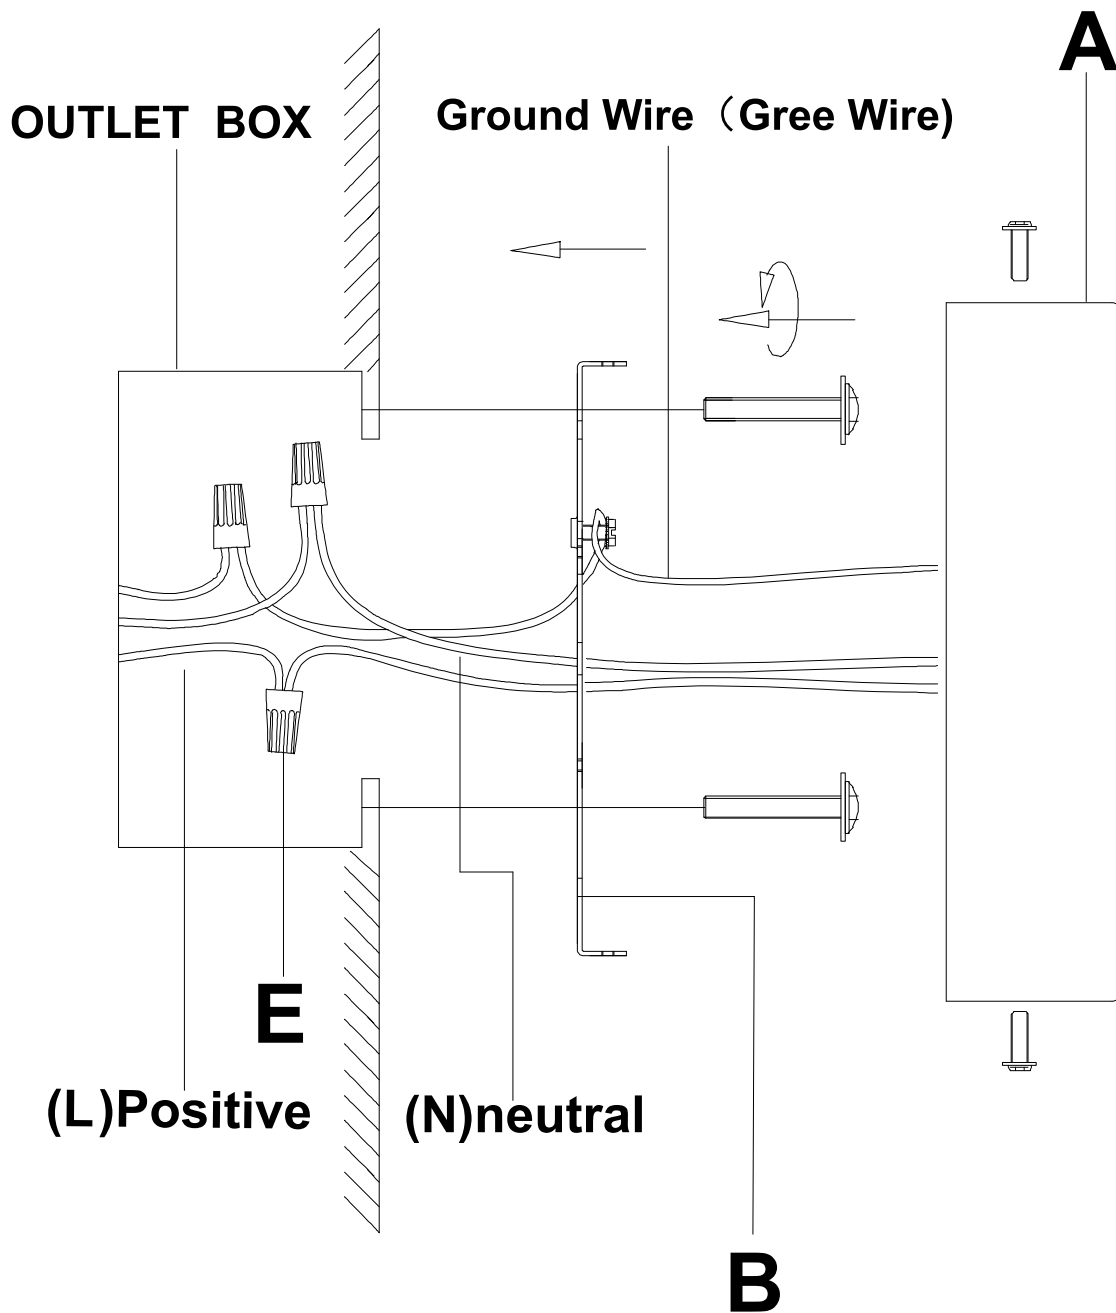 A
OUTLET BOX
Ground Wire（Gree Wire)
E
(L)Positive
(N)neutral
B